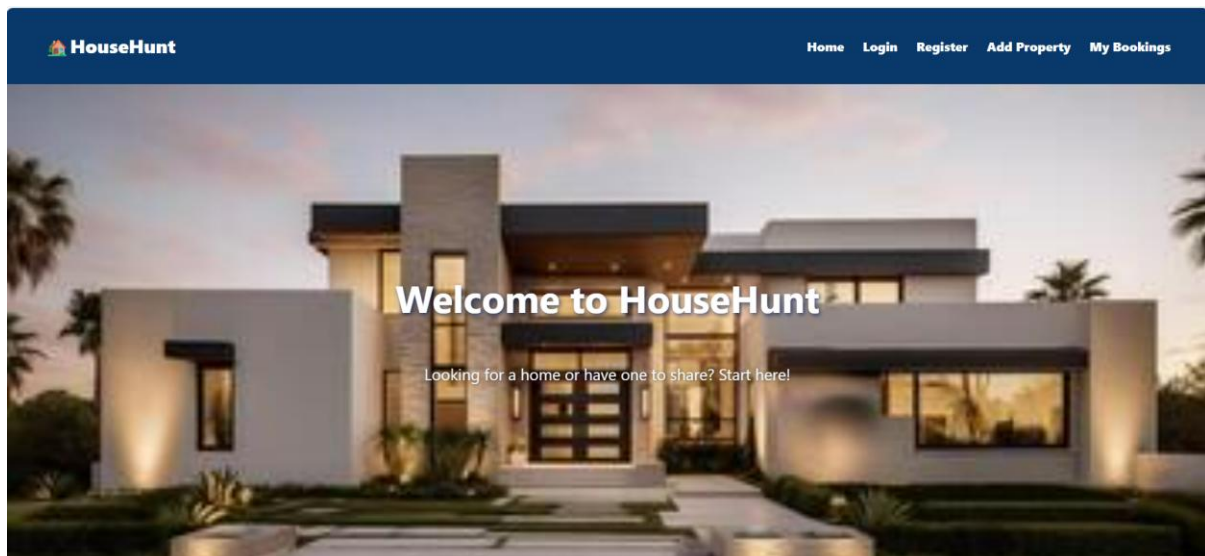 HouseHunt
Home Login Register Add Property My Bookings
Welcome to HouseHunt
Looking for a home or have one to share? Start here!